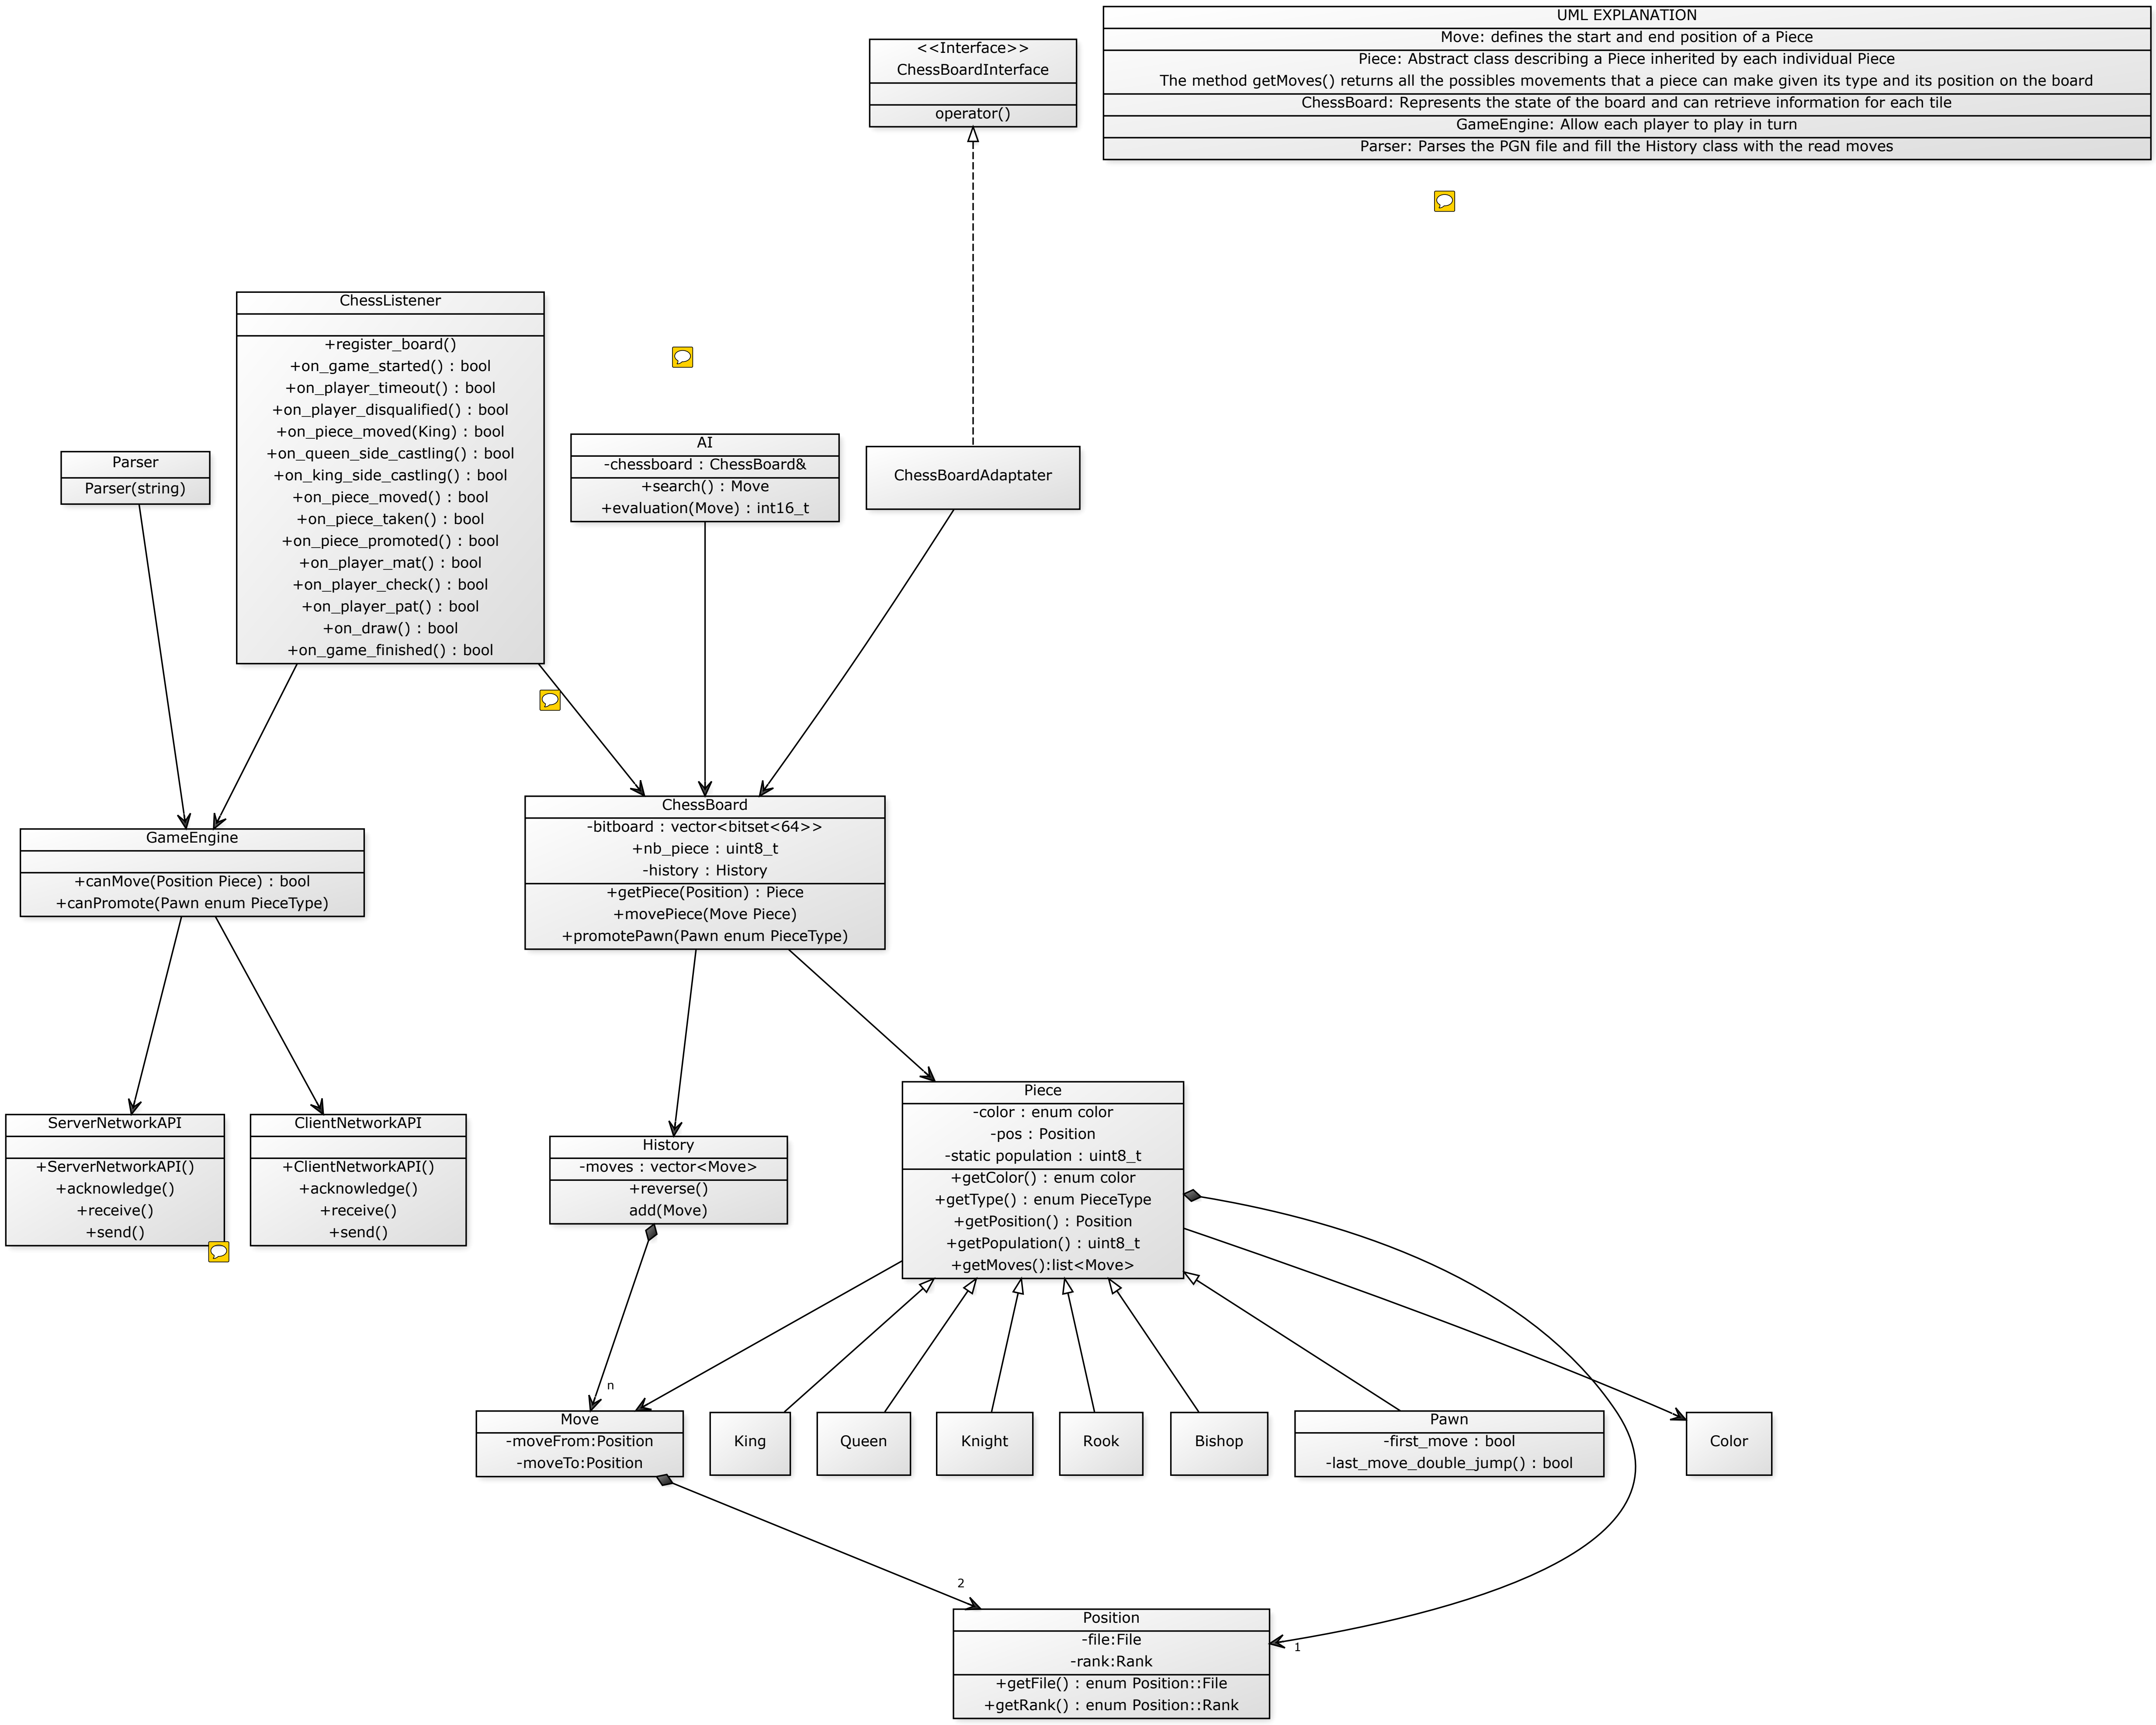 UML EXPLANATION
Move: defines the start and end position of a Piece
Piece: Abstract class describing a Piece inherited by each individual Piece
The method getMoves() returns all the possibles movements that a piece can make given its type and its position on the board
ChessBoard: Represents the state of the board and can retrieve information for each tile
GameEngine: Allow each player to play in turn
Parser: Parses the PGN file and fill the History class with the read moves
<<Interface>>
ChessBoardInterface
operator()
ChessListener
+register_board()
+on_game_started() : bool
+on_player_timeout() : bool
+on_player_disqualified() : bool
+on_piece_moved(King) : bool
+on_queen_side_castling() : bool
+on_king_side_castling() : bool
+on_piece_moved() : bool
+on_piece_taken() : bool
+on_piece_promoted() : bool
+on_player_mat() : bool
+on_player_check() : bool
+on_player_pat() : bool
+on_draw() : bool
+on_game_finished() : bool
Parser
Parser(string)
AI
-chessboard : ChessBoard&
+search() : Move
+evaluation(Move) : int16_t
ChessBoardAdaptater
GameEngine
+canMove(Position Piece) : bool
+canPromote(Pawn enum PieceType)
ChessBoard
-bitboard : vector<bitset<64>>
+nb_piece : uint8_t
-history : History
+getPiece(Position) : Piece
+movePiece(Move Piece)
+promotePawn(Pawn enum PieceType)
ServerNetworkAPI
+ServerNetworkAPI()
+acknowledge()
+receive()
+send()
ClientNetworkAPI
+ClientNetworkAPI()
+acknowledge()
+receive()
+send()
History
-moves : vector<Move>
+reverse()
add(Move)
Piece
-color : enum color
-pos : Position
-static population : uint8_t
+getColor() : enum color
+getType() : enum PieceType
+getPosition() : Position
+getPopulation() : uint8_t
+getMoves():list<Move>
n
Move
-moveFrom:Position
-moveTo:Position
King
Queen
Knight
Rook
Bishop
Pawn
-first_move : bool
-last_move_double_jump() : bool
Color
2
1
Position
-file:File
-rank:Rank
+getFile() : enum Position::File
+getRank() : enum Position::Rank